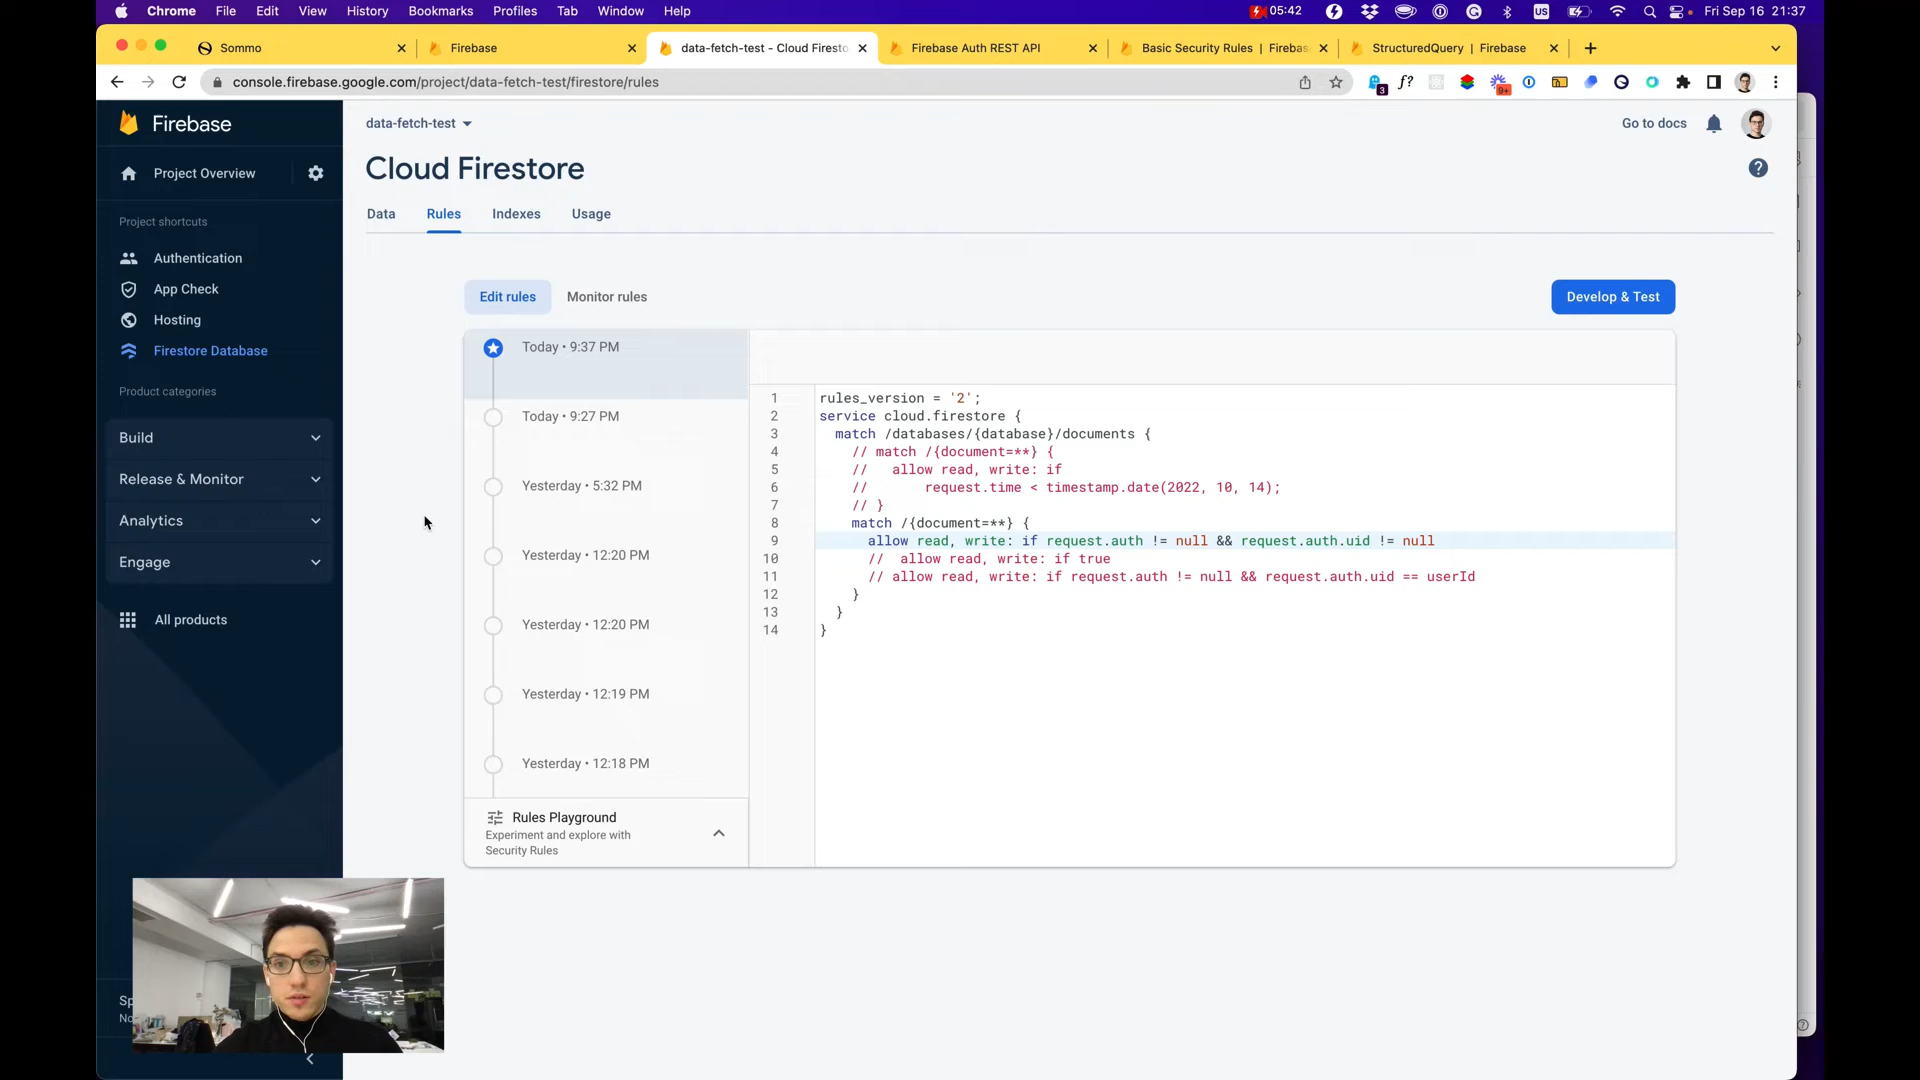 Chrome File Edit View History Bookmarks Profiles Tab Window Help 05:42 US Fri Sep 16 21:37
Sommo
Firebase
data-fetch-test - Cloud Firesto
Firebase Auth REST API
Basic Security Rules | Firebas
StructuredQuery | Firebase
console.firebase.google.com/project/data-fetch-test/firestore/rules
3
f?
9+
Firebase
Project Overview
Project shortcuts
Authentication
App Check
Hosting
Firestore Database
Product categories
Build
Release & Monitor
Analytics
Engage
All products
Sp
No
data-fetch-test
Go to docs
Cloud Firestore
Data Rules Indexes Usage
Edit rules
Monitor rules
Develop & Test
Today • 9:37 PM
Today • 9:27 PM
Yesterday • 5:32 PM
Yesterday • 12:20 PM
Yesterday • 12:20 PM
Yesterday • 12:19 PM
Yesterday • 12:18 PM
Rules Playground
Experiment and explore with
Security Rules
1 rules_version = '2';
2 service cloud.firestore {
3 match /databases/{database}/documents {
4 // match /{document=**} {
5 // allow read, write: if
6 // request.time < timestamp.date(2022, 10, 14);
7 // }
8 match /{document=**} {
9 allow read, write: if request.auth != null && request.auth.uid != null
10 // allow read, write: if true
11 // allow read, write: if request.auth != null && request.auth.uid == userId
12 }
13 }
14 }